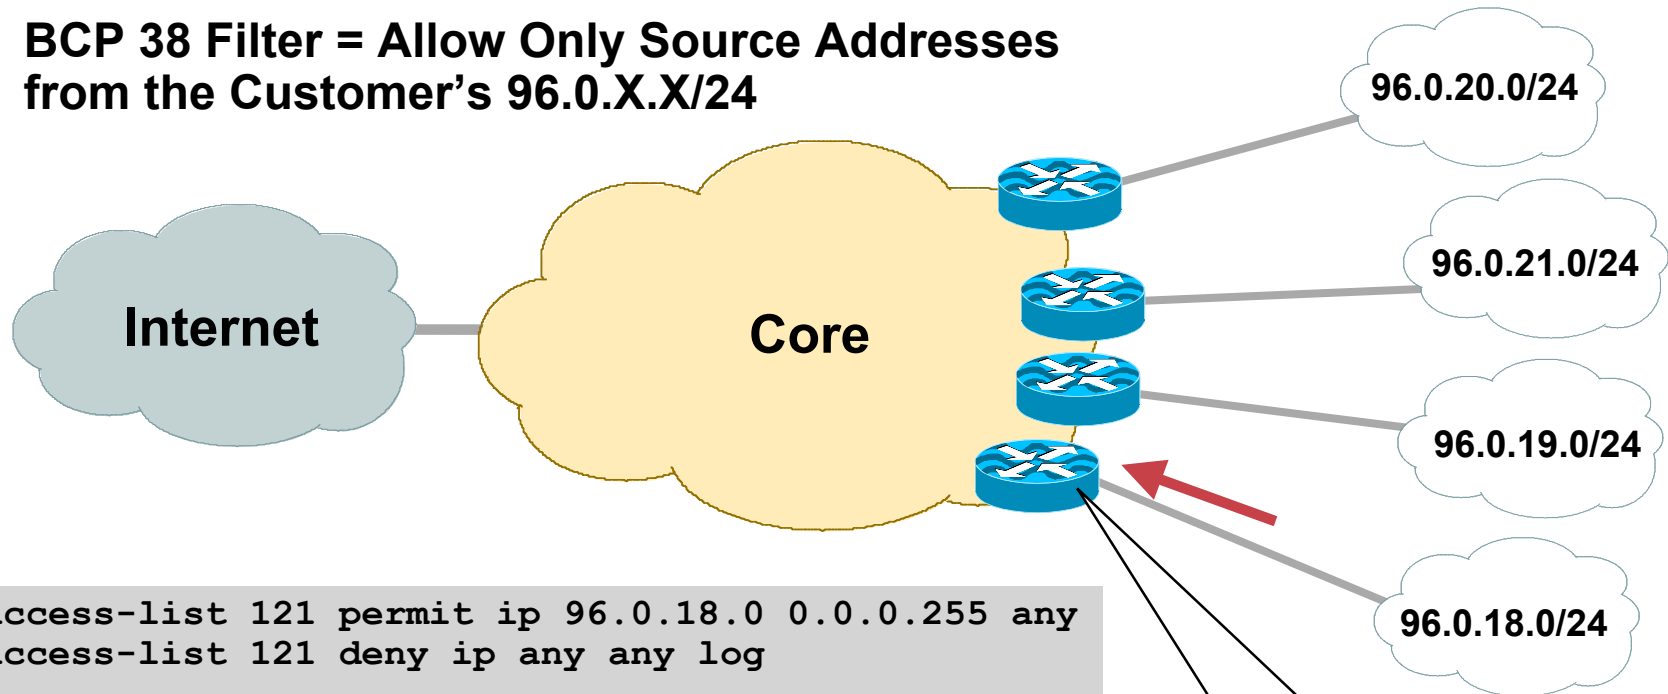 BCP 38 Filter = Allow Only Source Addresses
from the Customer’s 96.0.X.X/24
96.0.20.0/24
96.0.21.0/24
Internet
Core
96.0.19.0/24
96.0.18.0/24
ccess-list 121 permit ip 96.0.18.0 0.0.0.255 any
ccess-list 121 deny ip any any log